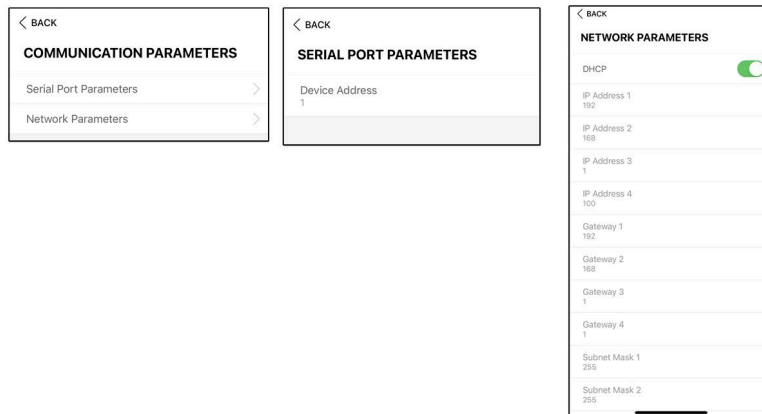 BACK
COMMUNICATION PARAMETERS
Serial Port Parameters
Network Parameters
BACK
SERIAL PORT PARAMETERS
Device Address
1
BACK
NETWORK PARAMETERS
DHCP
IP Address 1
192
IP Address 2
168
IP Address 3
1
IP Address 4
100
Gateway 1
192
Gateway 2
168
Gateway 3
1
Gateway 4
1
Subnet Mask 1
255
Subnet Mask 2
255